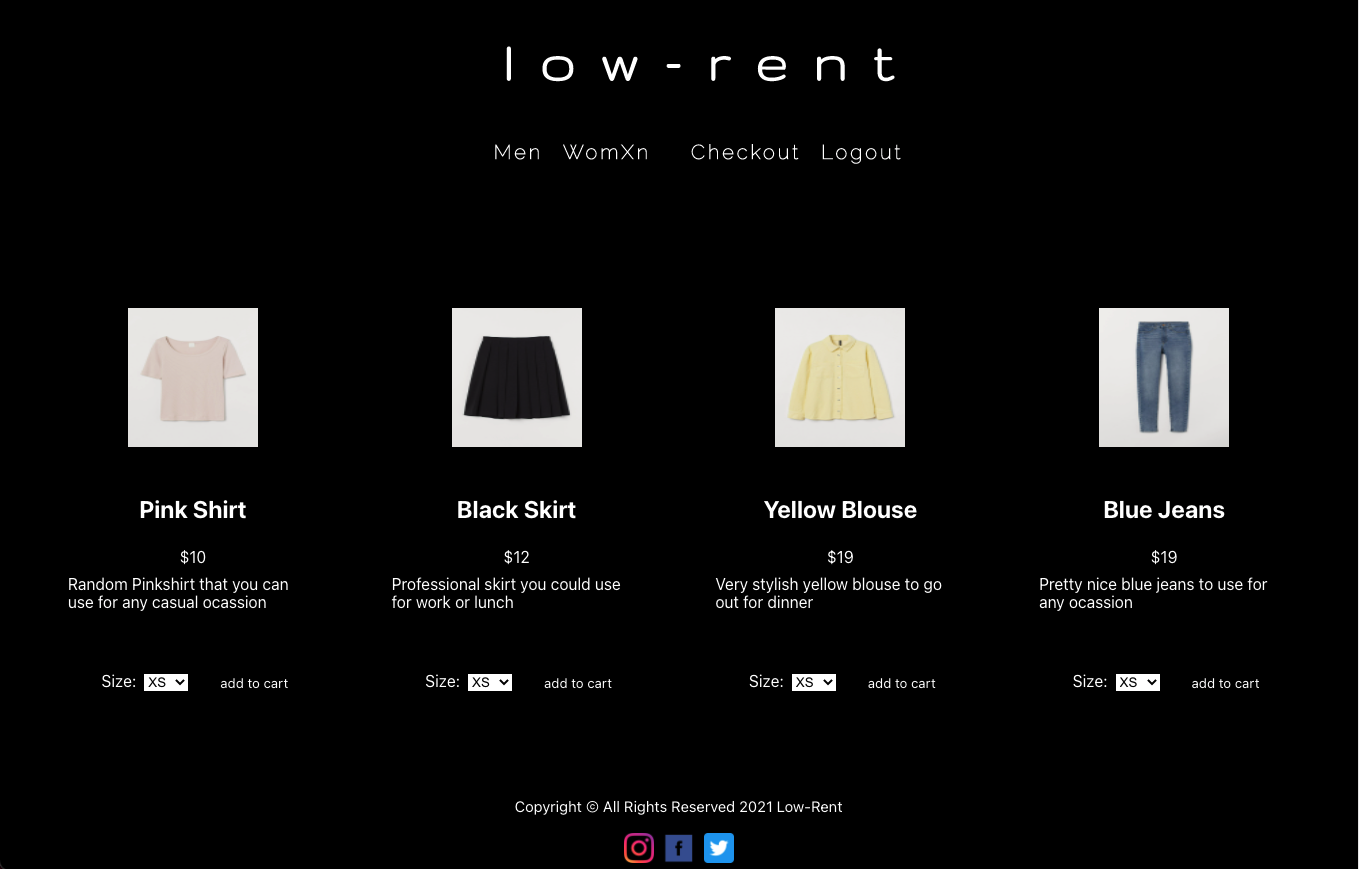 low-rent
Men WomXn Checkout Logout
Pink Shirt
$10
Random Pinkshirt that you can
use for any casual ocassion
Size: XS add to cart
Black Skirt
$12
Professional skirt you could use
for work or lunch
Size: XS add to cart
Yellow Blouse
$19
Very stylish yellow blouse to go
out for dinner
Size: XS add to cart
Blue Jeans
$19
Pretty nice blue jeans to use for
any ocassion
Size: XS add to cart
Copyright © All Rights Reserved 2021 Low-Rent